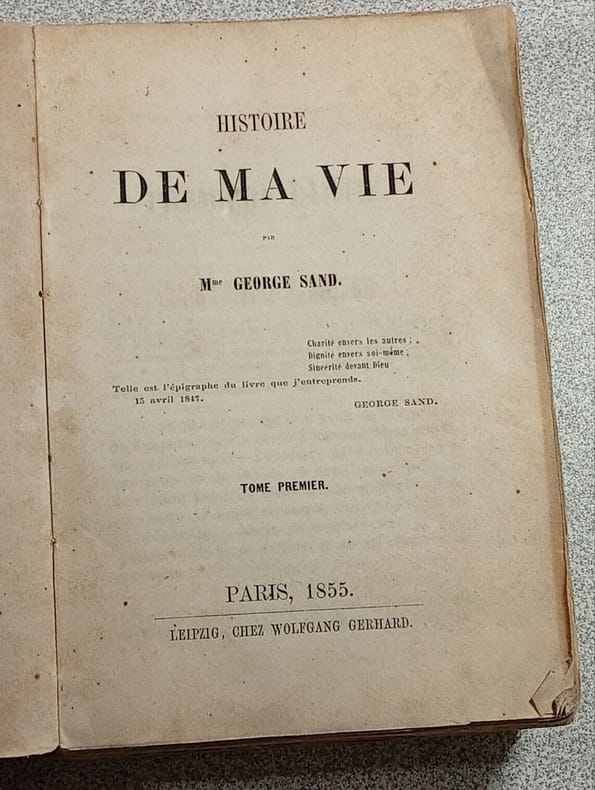 HISTOIRE
DE MA VIE
PAR
Mme GEORGE SAND.
Charité envers les autres;
Dignité envers soi-même;
Sincérité devant Dieu
Telle est l'épigraphe du livre que j'entreprends.
15 avril 1847.
GEORGE SAND.
TOME PREMIER.
PARIS, 1855.
LEIPZIG, CHEZ WOLFGANG GERHARD.